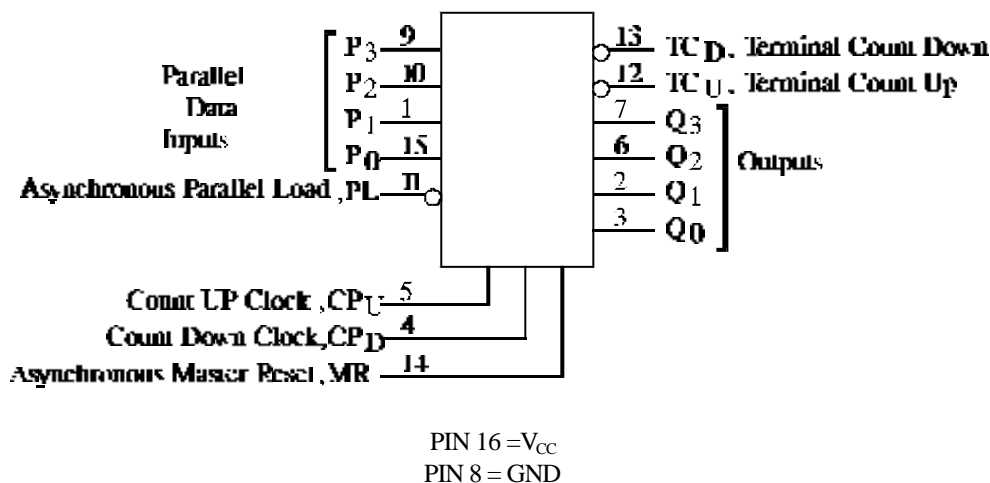 P3 9
P2 10
P1 1
P0 15
Parallel
Data
Inputs
Asynchronous Parallel Load ,PL 11
13 TCD, Terminal Count Down
12 TCU, Terminal Count Up
7 Q3
6 Q2
2 Q1
3 Q0
Outputs
Count UP Clock ,CPU 5
Count Down Clock,CPD 4
Asynchronous Master Reset ,MR 14
PIN 16 =VCC
PIN 8 = GND